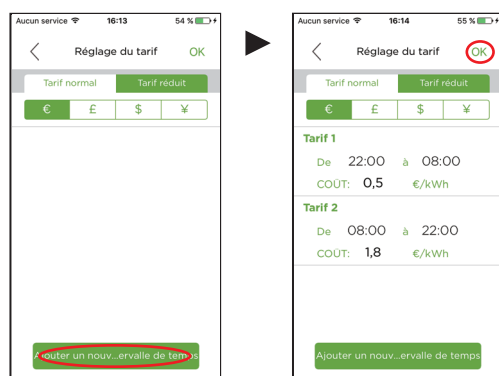 Aucun service 16:13 54 %
Réglage du tarif OK
Tarif normal Tarif réduit
€ £ $ ¥
Ajouter un nouv...ervalle de temps
Aucun service 16:14 55 %
Réglage du tarif OK
Tarif normal Tarif réduit
€ £ $ ¥
Tarif 1
De 22:00 à 08:00
COÛT: 0,5 €/kWh
Tarif 2
De 08:00 à 22:00
COÛT: 1,8 €/kWh
Ajouter un nouv...ervalle de temps